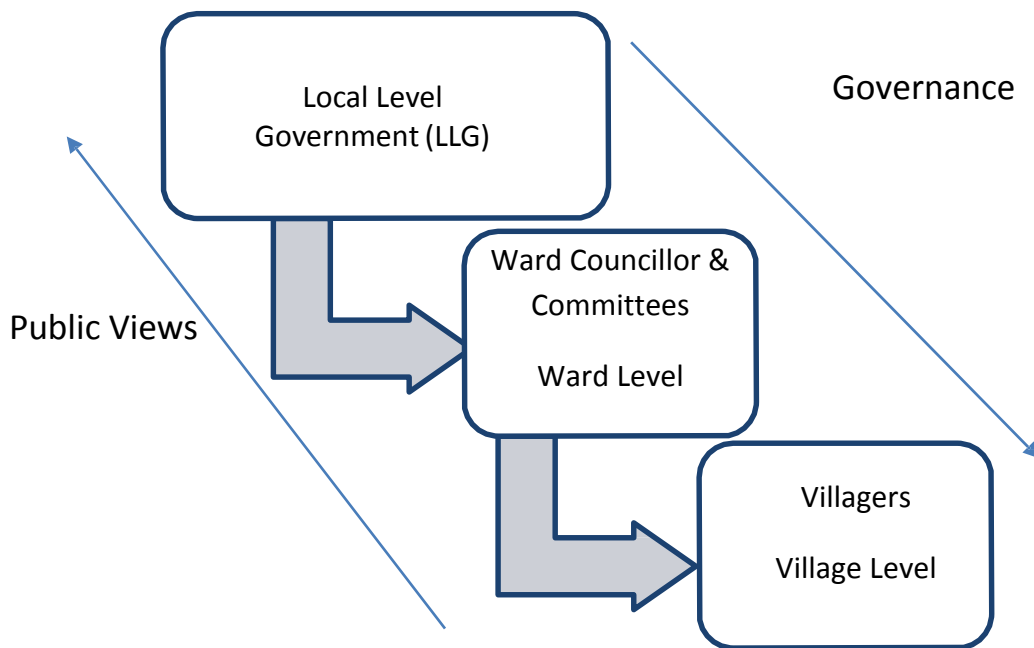 Local Level
Government (LLG)
Governance
Ward Councillor &
Committees
Ward Level
Public Views
Villagers
Village Level